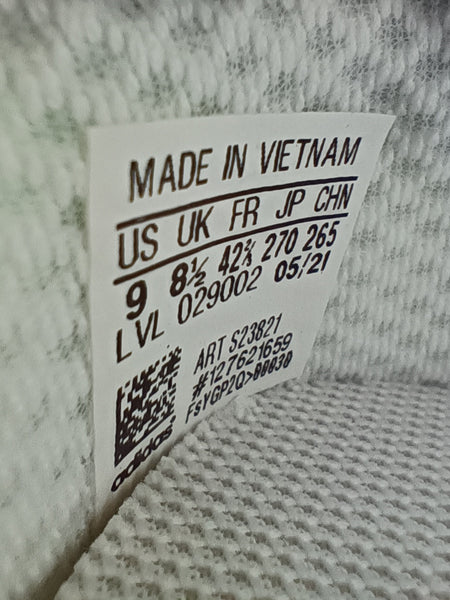 MADE IN VIETNAM
US UK FR JP CHN
9 8½ 42⅔ 270 265
LVL 029002 05/21
ART S23821
#127621659
FsYGP2Q>00030
adidas